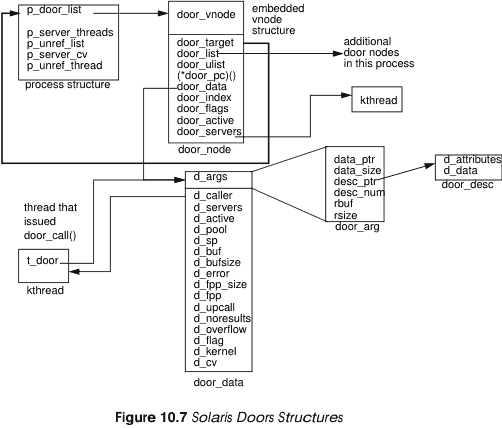 p_door_list
p_server_threads
p_unref_list
p_server_cv
p_unref_thread
process structure
door_vnode
embedded
vnode
structure
door_target
door_list
door_ulist
(*door_pc)()
door_data
door_index
door_flags
door_active
door_servers
door_node
additional
door nodes
in this process
kthread
d_args
d_caller
d_servers
d_active
d_pool
d_sp
d_buf
d_bufsize
d_error
d_fpp_size
d_fpp
d_upcall
d_noresults
d_overflow
d_flag
d_kernel
d_cv
door_data
data_ptr
data_size
desc_ptr
desc_num
rbuf
rsize
door_arg
d_attributes
d_data
door_desc
thread that
issued
door_call()
t_door
kthread
Figure 10.7 Solaris Doors Structures